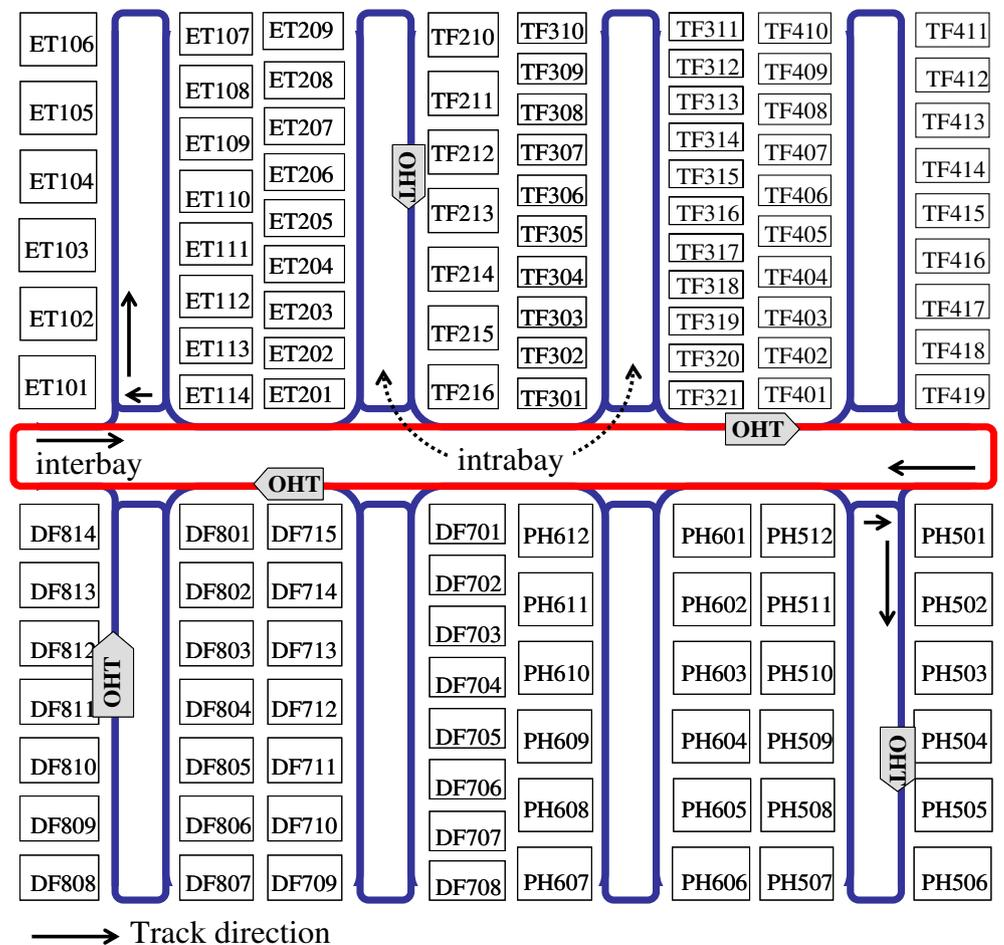 ET106
ET105
ET104
ET103
ET102
ET101
ET107
ET108
ET109
ET110
ET111
ET112
ET113
ET114
ET209
ET208
ET207
ET206
ET205
ET204
ET203
ET202
ET201
OHT
TF210
TF211
TF212
TF213
TF214
TF215
TF216
TF310
TF309
TF308
TF307
TF306
TF305
TF304
TF303
TF302
TF301
TF311
TF312
TF313
TF314
TF315
TF316
TF317
TF318
TF319
TF320
TF321
TF410
TF409
TF408
TF407
TF406
TF405
TF404
TF403
TF402
TF401
TF411
TF412
TF413
TF414
TF415
TF416
TF417
TF418
TF419
OHT
interbay
intrabay
OHT
DF814
DF813
DF812
DF811
DF810
DF809
DF808
OHT
DF801
DF802
DF803
DF804
DF805
DF806
DF807
DF715
DF714
DF713
DF712
DF711
DF710
DF709
DF701
DF702
DF703
DF704
DF705
DF706
DF707
DF708
PH612
PH611
PH610
PH609
PH608
PH607
PH601
PH602
PH603
PH604
PH605
PH606
PH512
PH511
PH510
PH509
PH508
PH507
OHT
PH501
PH502
PH503
PH504
PH505
PH506
Track direction